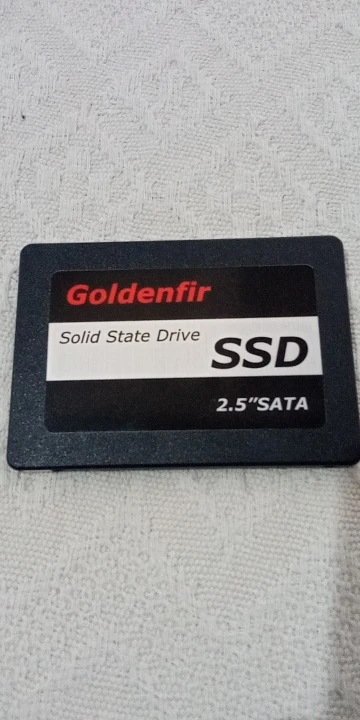 Goldenfir
Solid State Drive
SSD
2.5"SATA